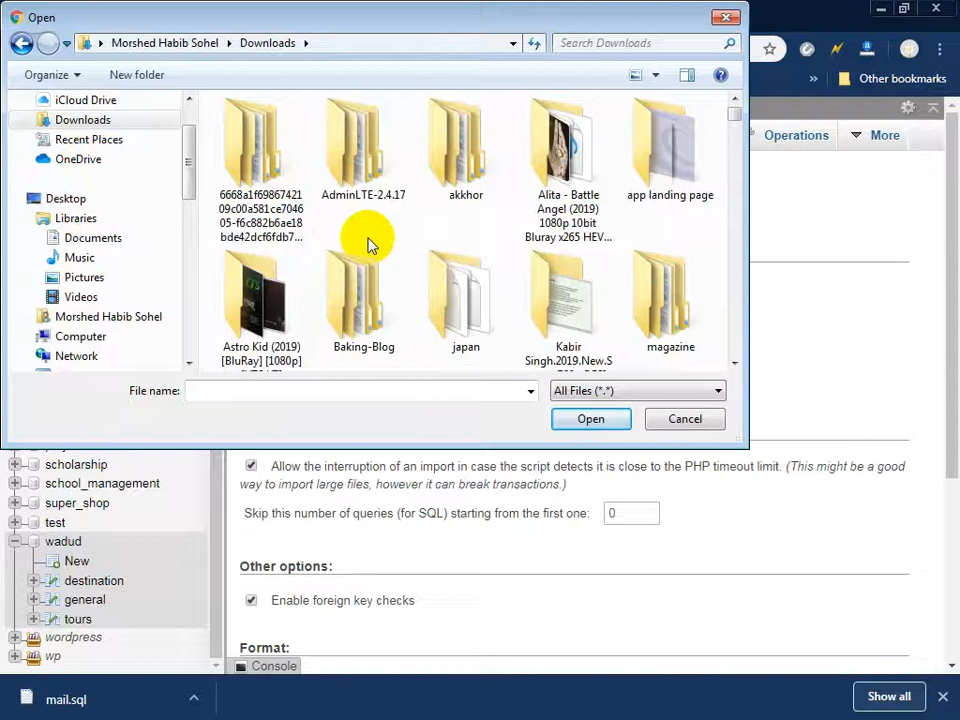 Open
Morshed Habib Sohel
Downloads
Search Downloads
Organize
New folder
Other bookmarks
iCloud Drive
Downloads
Recent Places
OneDrive
Desktop
Libraries
Documents
Music
Pictures
Videos
Morshed Habib Sohel
Computer
Network
6668a1f69867421
09c00a581ce7046
05-f6c882b6ae18
bde42dcf6fdb7...
AdminLTE-2.4.17
akkhor
Alita - Battle
Angel (2019)
1080p 10bit
Bluray x265 HEV...
app landing page
Astro Kid (2019)
[BluRay] [1080p]
Baking-Blog
japan
Kabir
Singh.2019.New.S
magazine
Operations
More
File name:
All Files (*.*)
Open
Cancel
scholarship
school_management
super_shop
test
wadud
New
destination
general
tours
wordpress
wp
Allow the interruption of an import in case the script detects it is close to the PHP timeout limit. (This might be a good
way to import large files, however it can break transactions.)
Skip this number of queries (for SQL) starting from the first one:
0
Other options:
Enable foreign key checks
Format:
Console
mail.sql
Show all